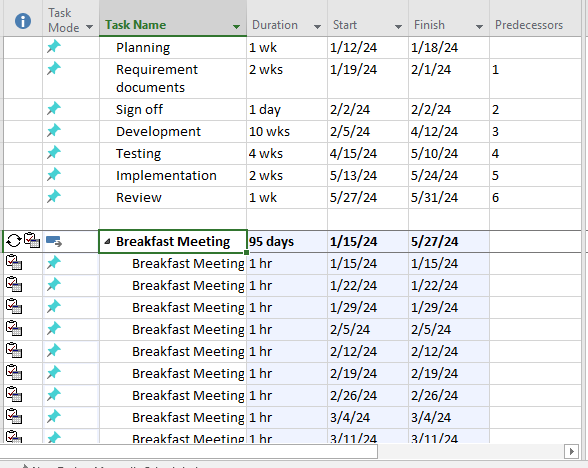 Task Mode Task Name Duration Start Finish Predecessors
Planning 1 wk 1/12/24 1/18/24
Requirement documents 2 wks 1/19/24 2/1/24 1
Sign off 1 day 2/2/24 2/2/24 2
Development 10 wks 2/5/24 4/12/24 3
Testing 4 wks 4/15/24 5/10/24 4
Implementation 2 wks 5/13/24 5/24/24 5
Review 1 wk 5/27/24 5/31/24 6
Breakfast Meeting 95 days 1/15/24 5/27/24
Breakfast Meeting 1 hr 1/15/24 1/15/24
Breakfast Meeting 1 hr 1/22/24 1/22/24
Breakfast Meeting 1 hr 1/29/24 1/29/24
Breakfast Meeting 1 hr 2/5/24 2/5/24
Breakfast Meeting 1 hr 2/12/24 2/12/24
Breakfast Meeting 1 hr 2/19/24 2/19/24
Breakfast Meeting 1 hr 2/26/24 2/26/24
Breakfast Meeting 1 hr 3/4/24 3/4/24
Breakfast Meeting 1 hr 3/11/24 3/11/24